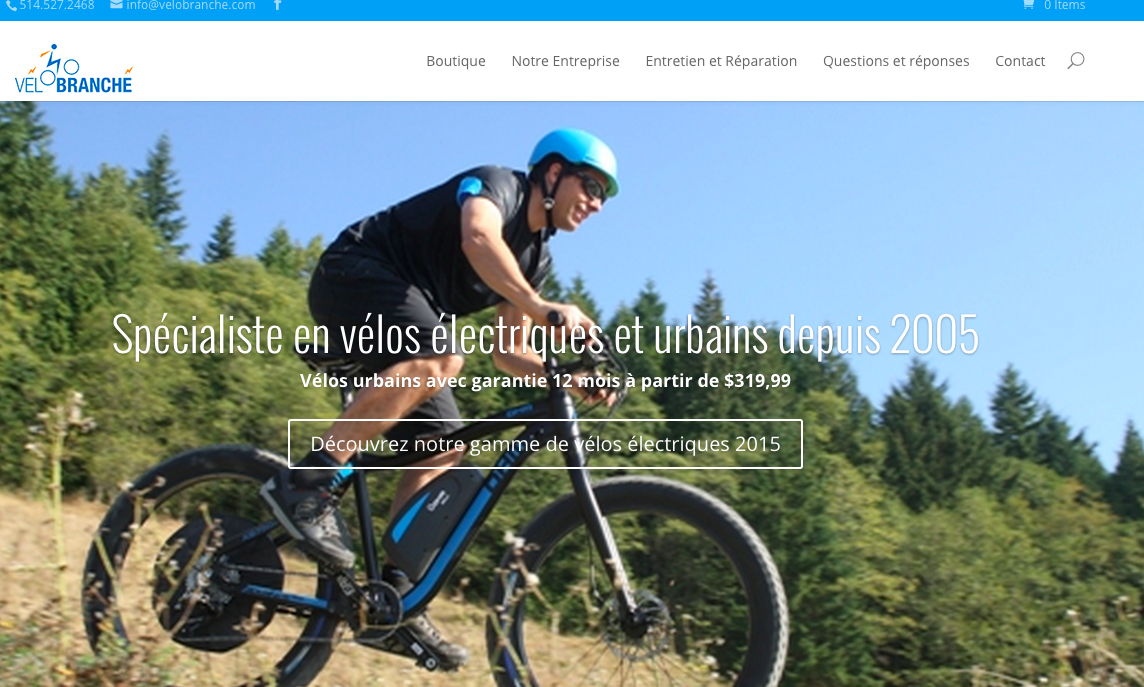 514.527.2468 info@velobranche.com 0 Items
VELO BRANCHÉ
Boutique Notre Entreprise Entretien et Réparation Questions et réponses Contact
Spécialiste en vélos électriques et urbains depuis 2005
Vélos urbains avec garantie 12 mois à partir de $319,99
Découvrez notre gamme de vélos électriques 2015